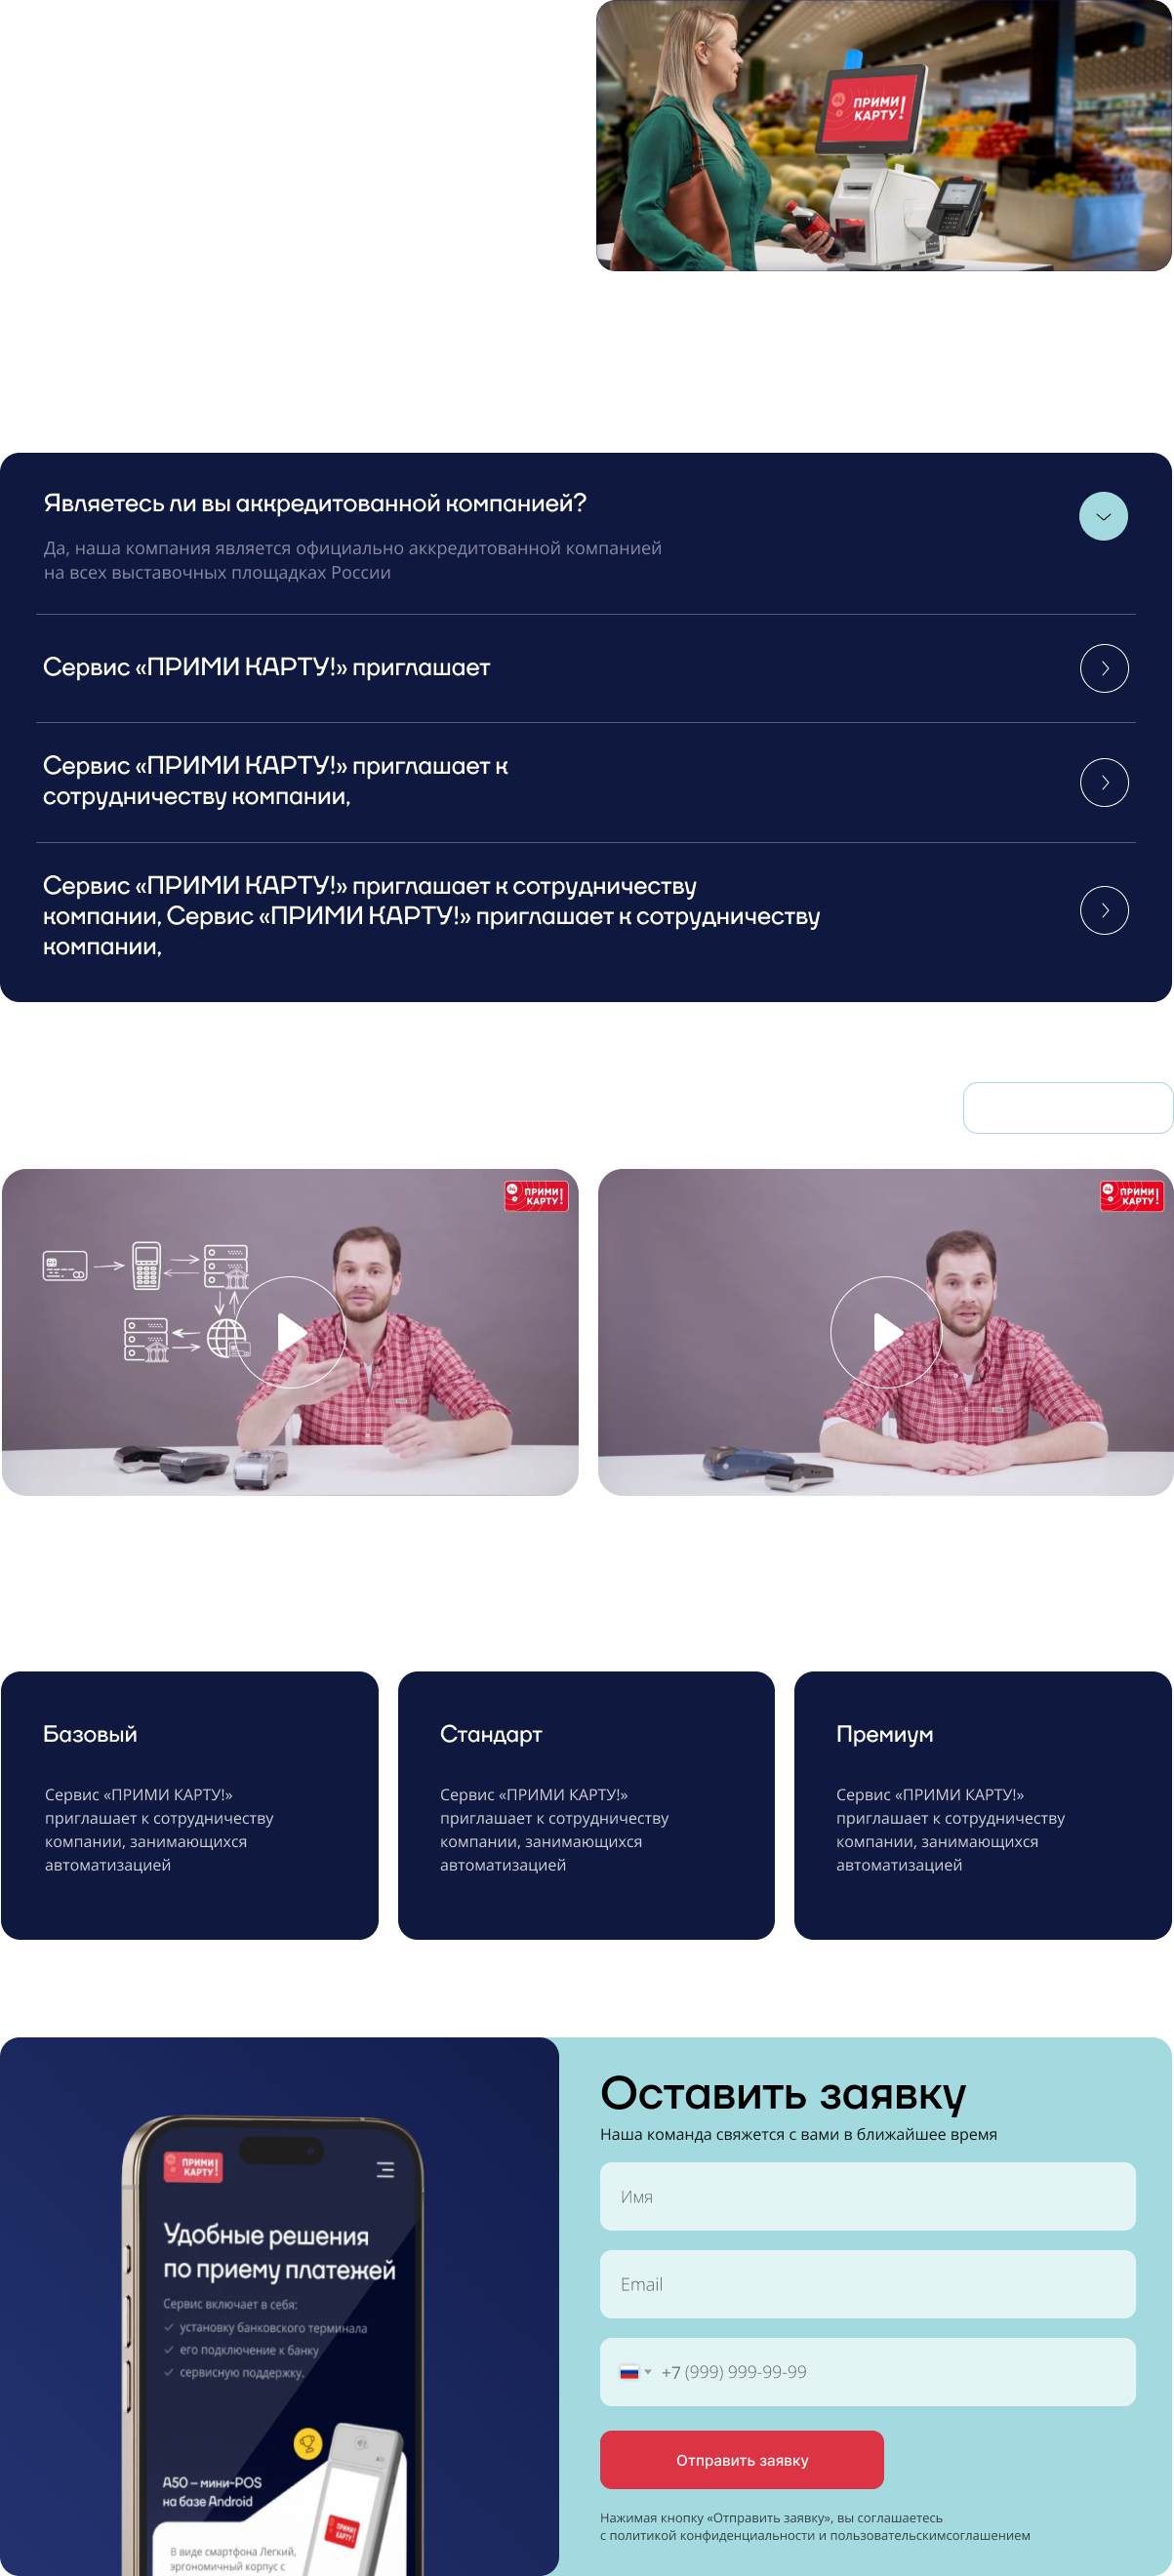 ПРИМИ
КАРТУ!
Являетесь ли вы аккредитованной компанией?
Да, наша компания является официально аккредитованной компанией
на всех выставочных площадках России
Сервис «ПРИМИ КАРТУ!» приглашает
Сервис «ПРИМИ КАРТУ!» приглашает к
сотрудничеству компании,
Сервис «ПРИМИ КАРТУ!» приглашает к сотрудничеству
компании, Сервис «ПРИМИ КАРТУ!» приглашает к сотрудничеству
компании,
ПРИМИ
КАРТУ!
ПРИМИ
КАРТУ!
Базовый
Сервис «ПРИМИ КАРТУ!»
приглашает к сотрудничеству
компании, занимающихся
автоматизацией
Стандарт
Сервис «ПРИМИ КАРТУ!»
приглашает к сотрудничеству
компании, занимающихся
автоматизацией
Премиум
Сервис «ПРИМИ КАРТУ!»
приглашает к сотрудничеству
компании, занимающихся
автоматизацией
ПРИМИ
КАРТУ!
Удобные решения
по приему платежей
Сервис включает в себя:
установку банковского терминала
его подключение к банку
сервисную поддержку.
A50 – мини-POS
на базе Android
ПРИМИ
КАРТУ!
В виде смартфона Легкий,
эргономичный корпус с
Оставить заявку
Наша команда свяжется с вами в ближайшее время
Имя
Email
+7 (999) 999-99-99
Отправить заявку
Нажимая кнопку «Отправить заявку», вы соглашаетесь
с политикой конфиденциальности и пользовательскимсоглашением